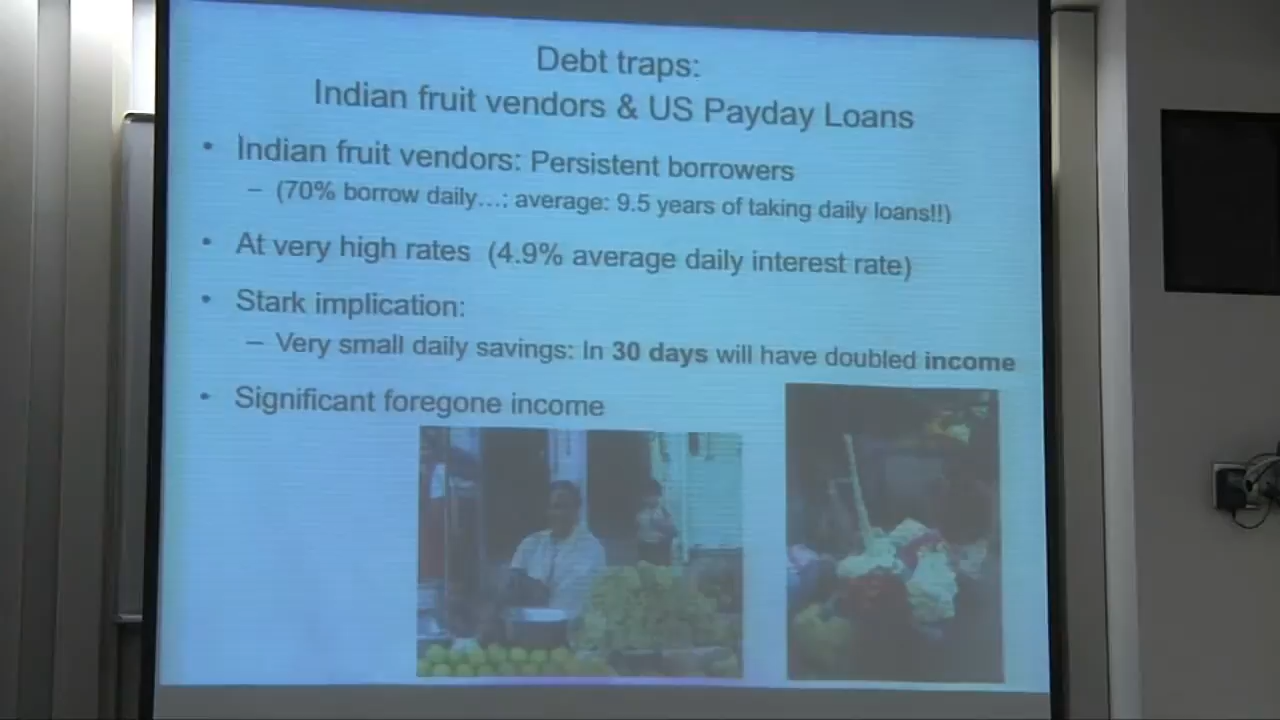 Debt traps:
Indian fruit vendors & US Payday Loans
• Indian fruit vendors: Persistent borrowers
– (70% borrow daily...; average: 9.5 years of taking daily loans!!)
• At very high rates (4.9% average daily interest rate)
• Stark implication:
– Very small daily savings: In 30 days will have doubled income
• Significant foregone income